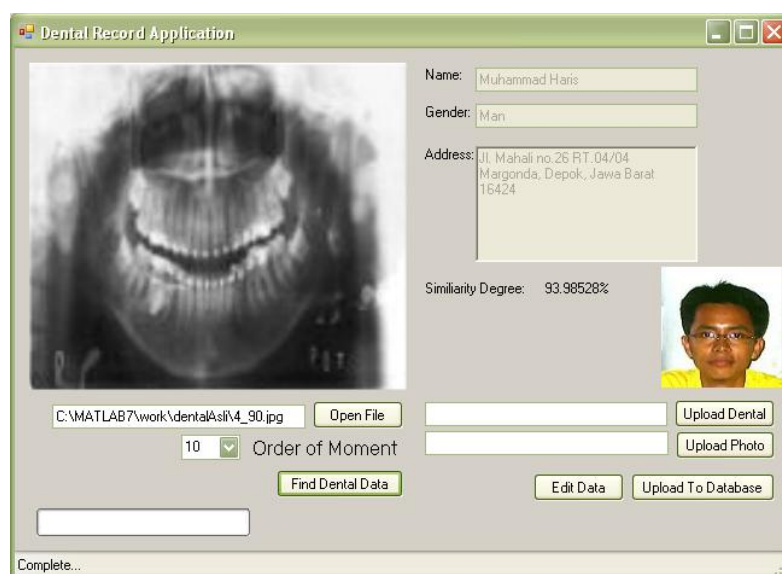 Dental Record Application
Name: Muhammad Haris
Gender: Man
Address: Jl. Mahali no.26 RT.04/04
Margonda, Depok, Jawa Barat
16424
Similiarity Degree: 93.98528%
C:\MATLAB7\work\dentalAsli\4_90.jpg
Open File
Upload Dental
10
Order of Moment
Upload Photo
Find Dental Data
Edit Data
Upload To Database
Complete...